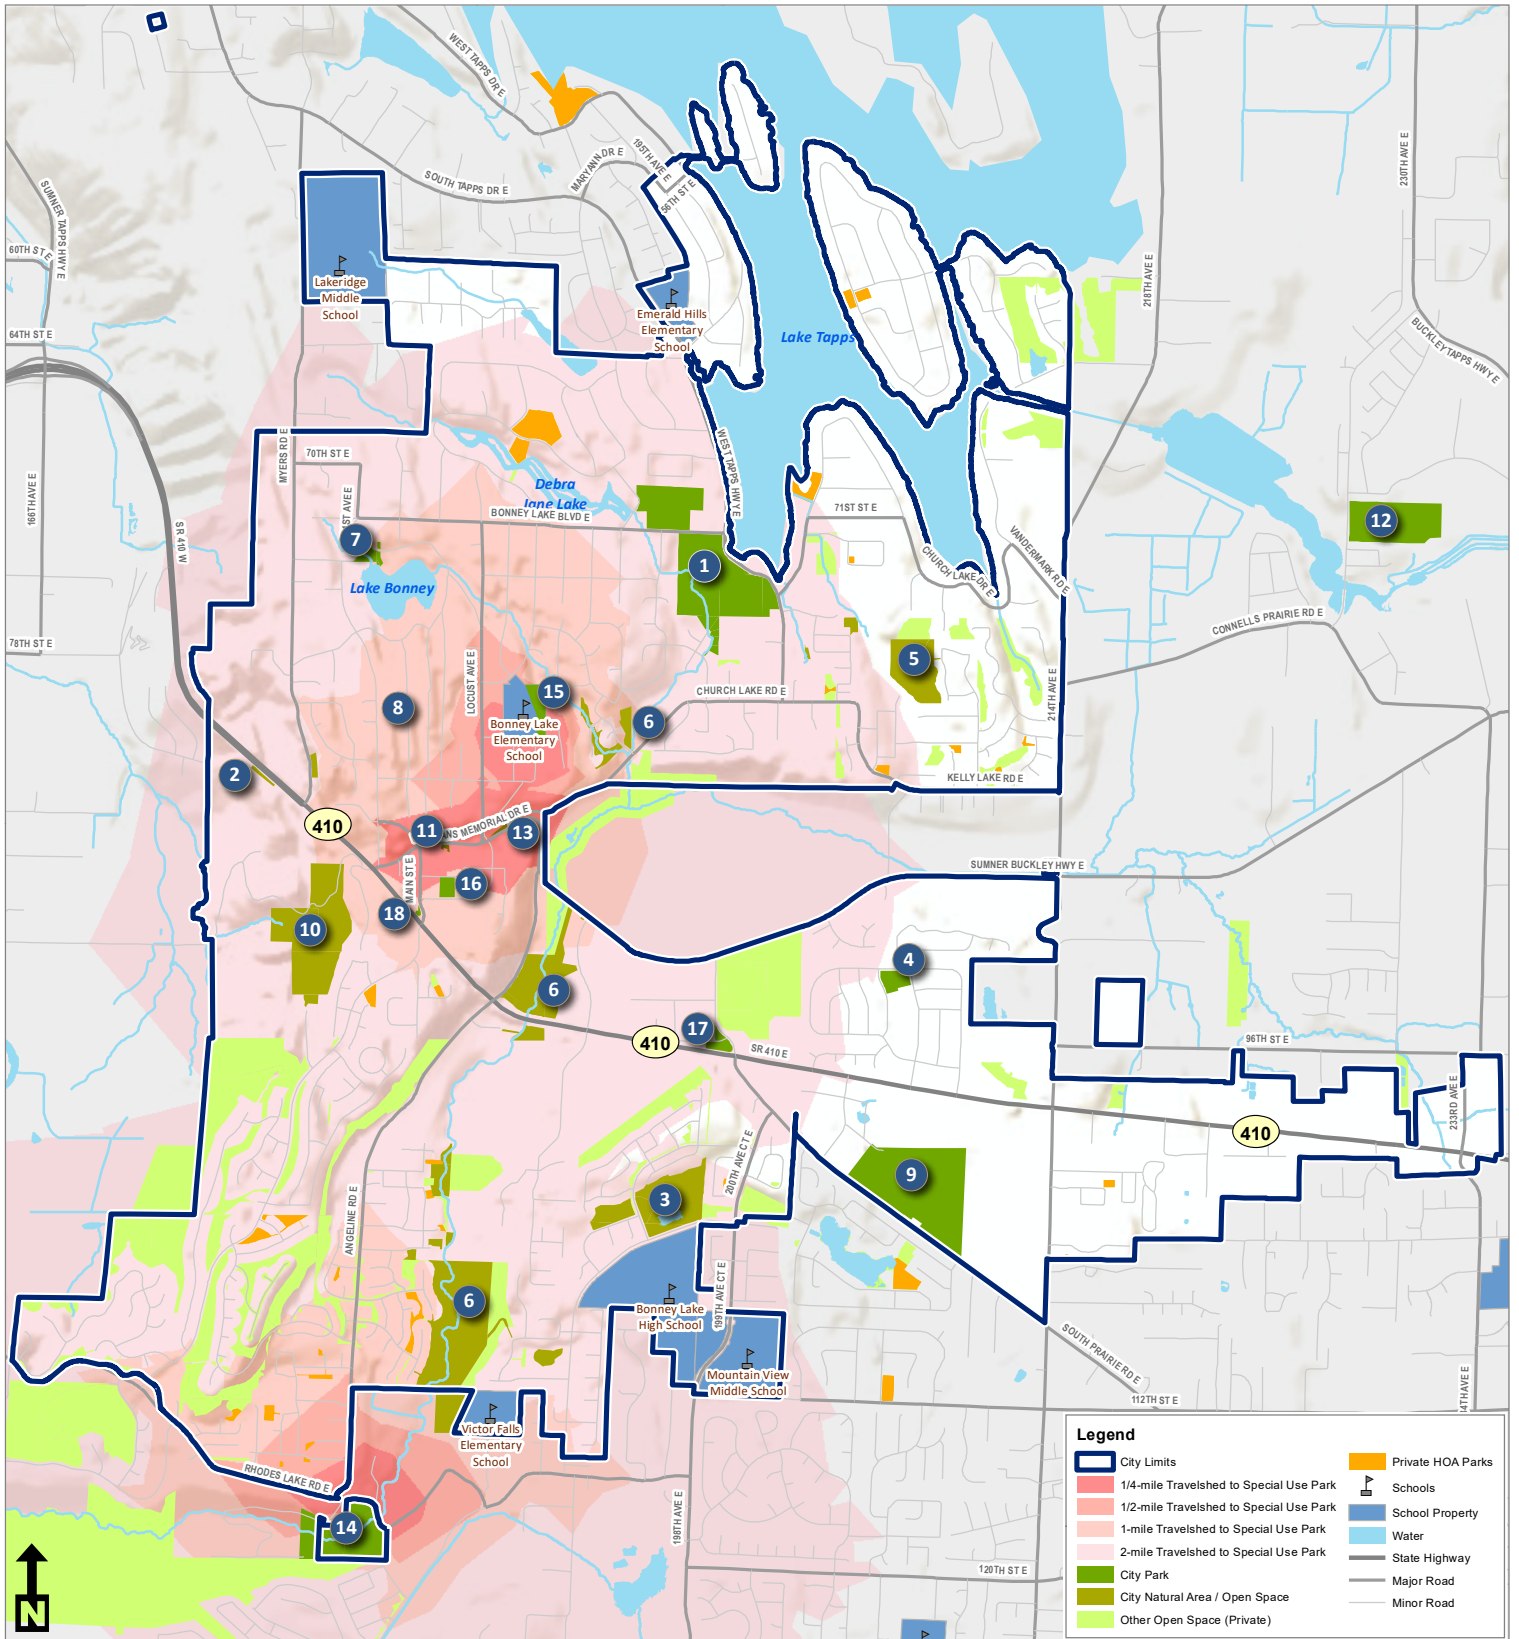 WEST TAPPS DR E
195TH AVE E
MARYANN DR E
56TH ST E
SOUTH TAPPS DR E
SUMNER TAPPS HWY E
60TH ST E
64TH ST E
230TH AVE E
218TH AVE E
BUCKLEY TAPPS HWY E
Lakeridge
Middle
School
Emerald Hills
Elementary
School
Lake Tapps
MYERS RD E
70TH ST E
166TH AVE E
SR 410 W
WEST TAPPS HWY E
Debra
Jane Lake
BONNEY LAKE BLVD E
71ST ST E
CHURCH LAKE DR E
VANDERMARK RD E
12
7
1
Lake Bonney
CONNELLS PRAIRIE RD E
78TH ST E
LOCUST AVE E
5
214TH AVE E
8
15
CHURCH LAKE RD E
6
Bonney Lake
Elementary
School
2
KELLY LAKE RD E
410
11
NS MEMORIAL DR E
13
MAIN ST E
16
SUMNER BUCKLEY HWY E
18
10
4
6
17
410
SR 410 E
96TH ST E
233RD AVE E
410
200TH AVE CT E
9
3
ANGELINE RD E
199TH AVE CT E
6
Bonney Lake
High School
Mountain View
Middle School
SOUTH PRAIRIE RD E
112TH ST E
Victor Falls
Elementary
School
RHODES LAKE RD E
14
198TH AVE E
120TH ST E
N
Legend
City Limits
1/4-mile Travelshed to Special Use Park
1/2-mile Travelshed to Special Use Park
1-mile Travelshed to Special Use Park
2-mile Travelshed to Special Use Park
City Park
City Natural Area / Open Space
Other Open Space (Private)
Private HOA Parks
Schools
School Property
Water
State Highway
Major Road
Minor Road